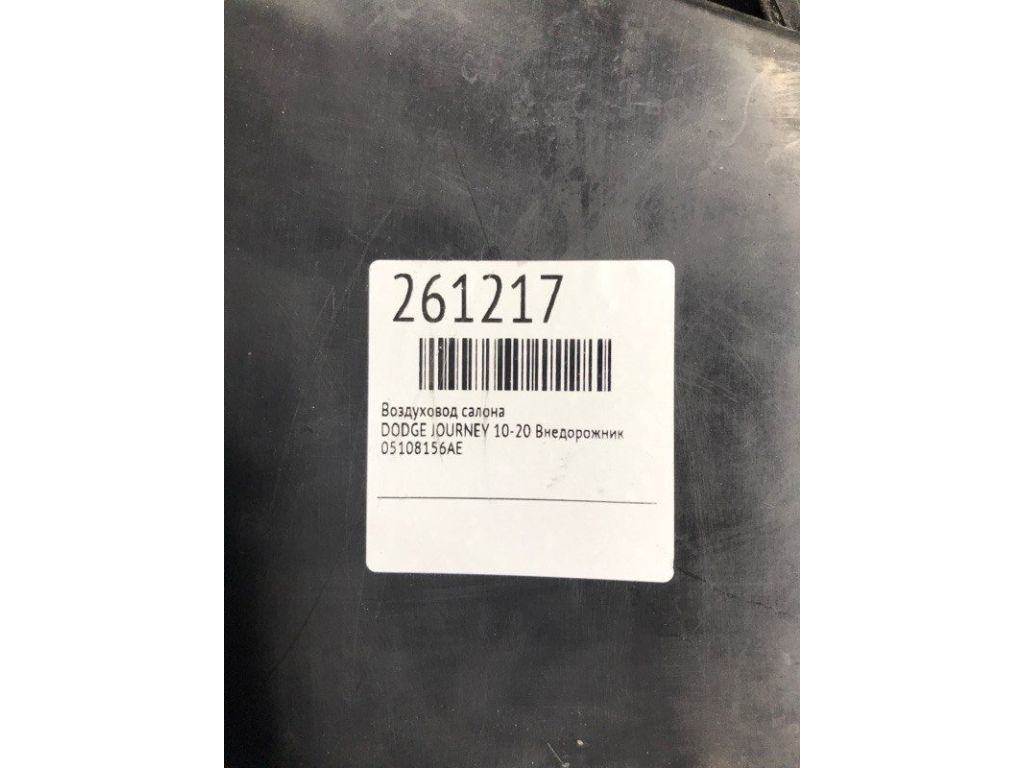 261217
Воздуховод салона
DODGE JOURNEY 10-20 Внедорожник
05108156AE